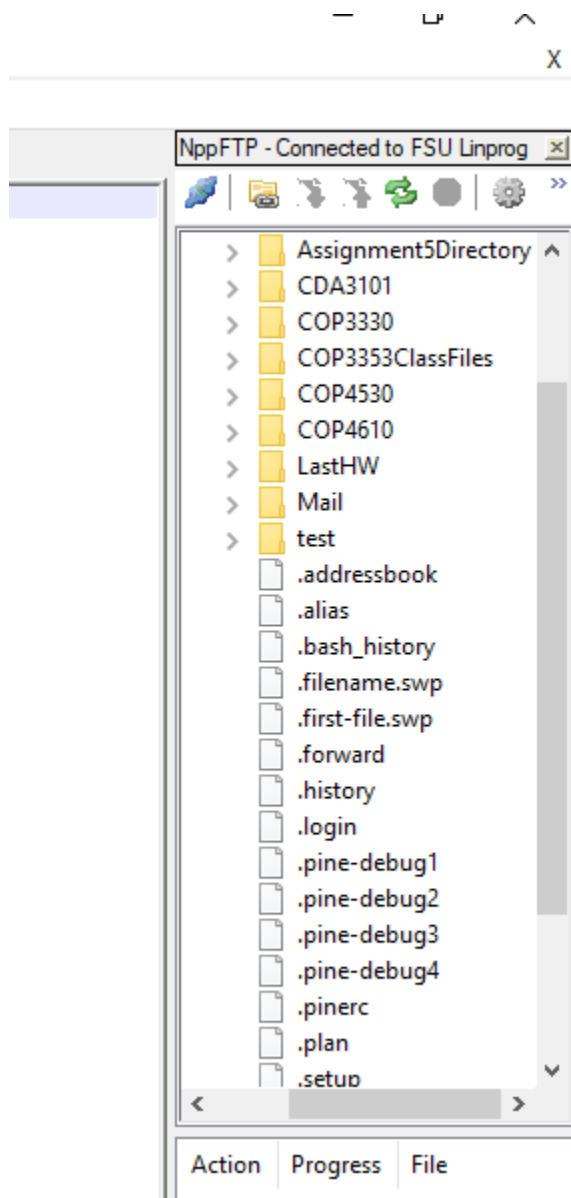 X
NppFTP - Connected to FSU Linprog
Assignment5Directory
CDA3101
COP3330
COP3353ClassFiles
COP4530
COP4610
LastHW
Mail
test
.addressbook
.alias
.bash_history
.filename.swp
.first-file.swp
.forward
.history
.login
.pine-debug1
.pine-debug2
.pine-debug3
.pine-debug4
.pinerc
.plan
.setup
Action Progress File